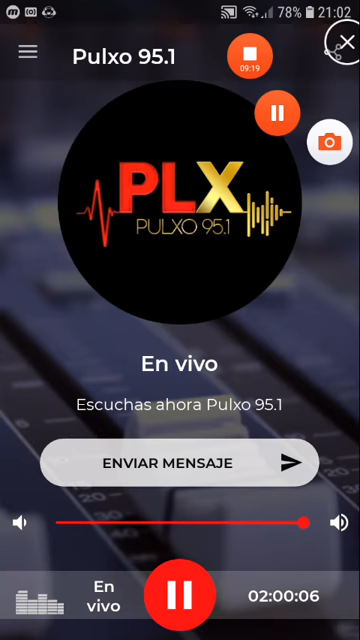 78% 21:02
Pulxo 95.1
09:19
PLX
PULXO 95.1
En vivo
Escuchas ahora Pulxo 95.1
ENVIAR MENSAJE
En
vivo
02:00:06